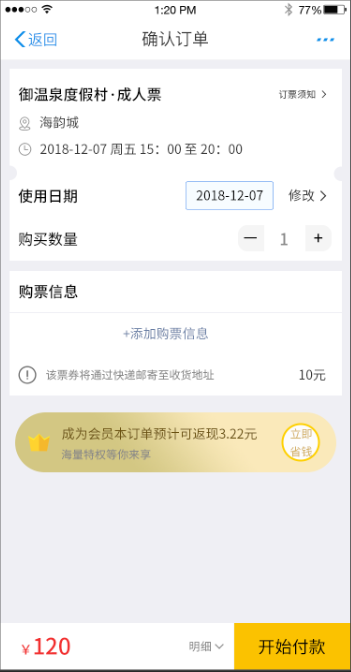 1:20 PM
77%
返回
确认订单
御温泉度假村·成人票
订票须知
海韵城
2018-12-07 周五 15：00 至 20：00
使用日期
2018-12-07
修改
购买数量
1
购票信息
+添加购票信息
该票券将通过快递邮寄至收货地址
10元
成为会员本订单预计可返现3.22元
海量特权等你来享
立即
省钱
￥120
明细
开始付款